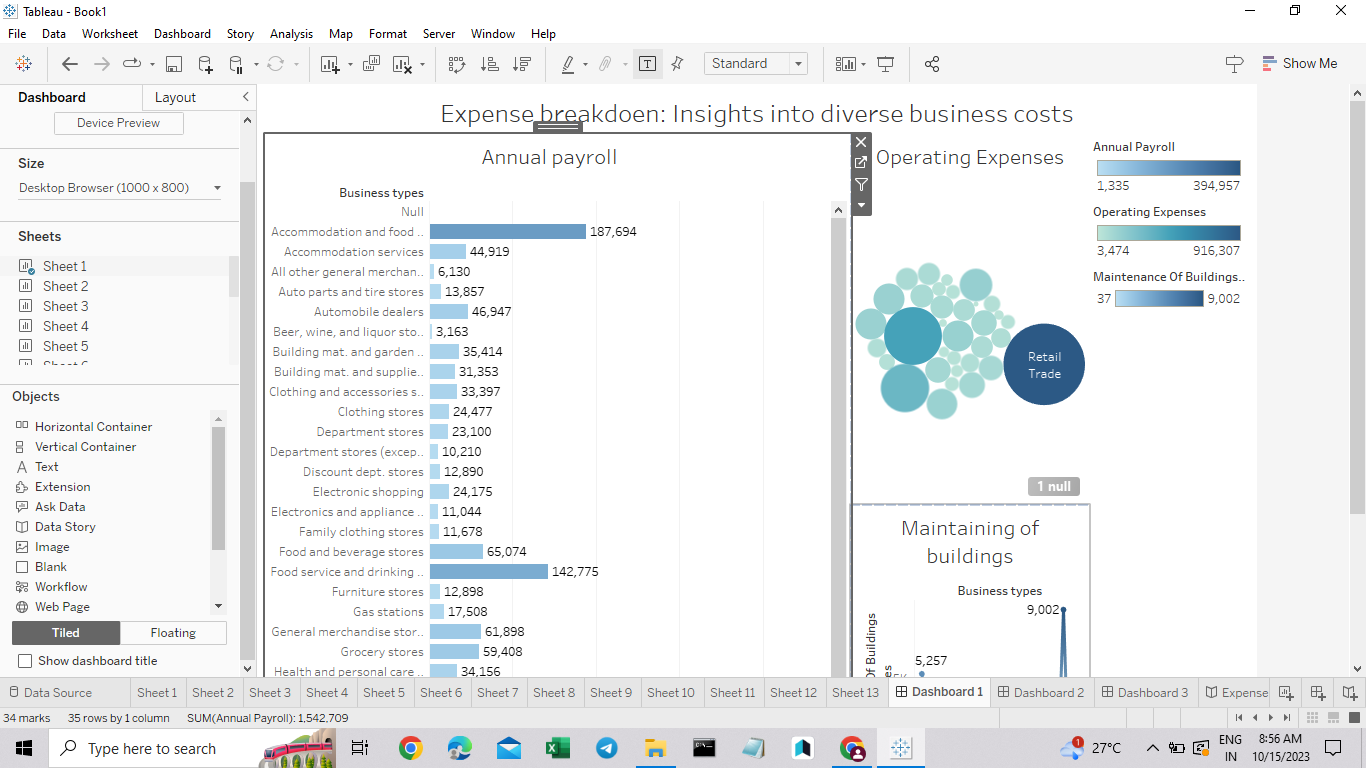 Tableau - Book1
File Data Worksheet Dashboard Story Analysis Map Format Server Window Help
Standard
Show Me
Dashboard Layout
Device Preview
Size
Desktop Browser (1000 x 800)
Sheets
Sheet 1
Sheet 2
Sheet 3
Sheet 4
Sheet 5
Objects
Horizontal Container
Vertical Container
Text
Extension
Ask Data
Data Story
Image
Blank
Workflow
Web Page
Tiled Floating
Show dashboard title
Expense breakdoen: Insights into diverse business costs
Annual payroll
Business types
Null
Accommodation and food .. 187,694
Accommodation services 44,919
All other general merchan.. 6,130
Auto parts and tire stores 13,857
Automobile dealers 46,947
Beer, wine, and liquor sto.. 3,163
Building mat. and garden .. 35,414
Building mat. and supplie.. 31,353
Clothing and accessories s.. 33,397
Clothing stores 24,477
Department stores 23,100
Department stores (excep.. 10,210
Discount dept. stores 12,890
Electronic shopping 24,175
Electronics and appliance .. 11,044
Family clothing stores 11,678
Food and beverage stores 65,074
Food service and drinking .. 142,775
Furniture stores 12,898
Gas stations 17,508
General merchandise stor.. 61,898
Grocery stores 59,408
Health and personal care .. 34,156
Operating Expenses
Retail
Trade
1 null
Maintaining of
buildings
Business types
9,002
5,257
Of Buildings
Annual Payroll
1,335 394,957
Operating Expenses
3,474 916,307
Maintenance Of Buildings..
37 9,002
Data Source Sheet 1 Sheet 2 Sheet 3 Sheet 4 Sheet 5 Sheet 6 Sheet 7 Sheet 8 Sheet 9 Sheet 10 Sheet 11 Sheet 12 Sheet 13 Dashboard 1 Dashboard 2 Dashboard 3 Expense
34 marks 35 rows by 1 column SUM(Annual Payroll): 1,542,709
Type here to search
1
27°C
ENG
IN
8:56 AM
10/15/2023